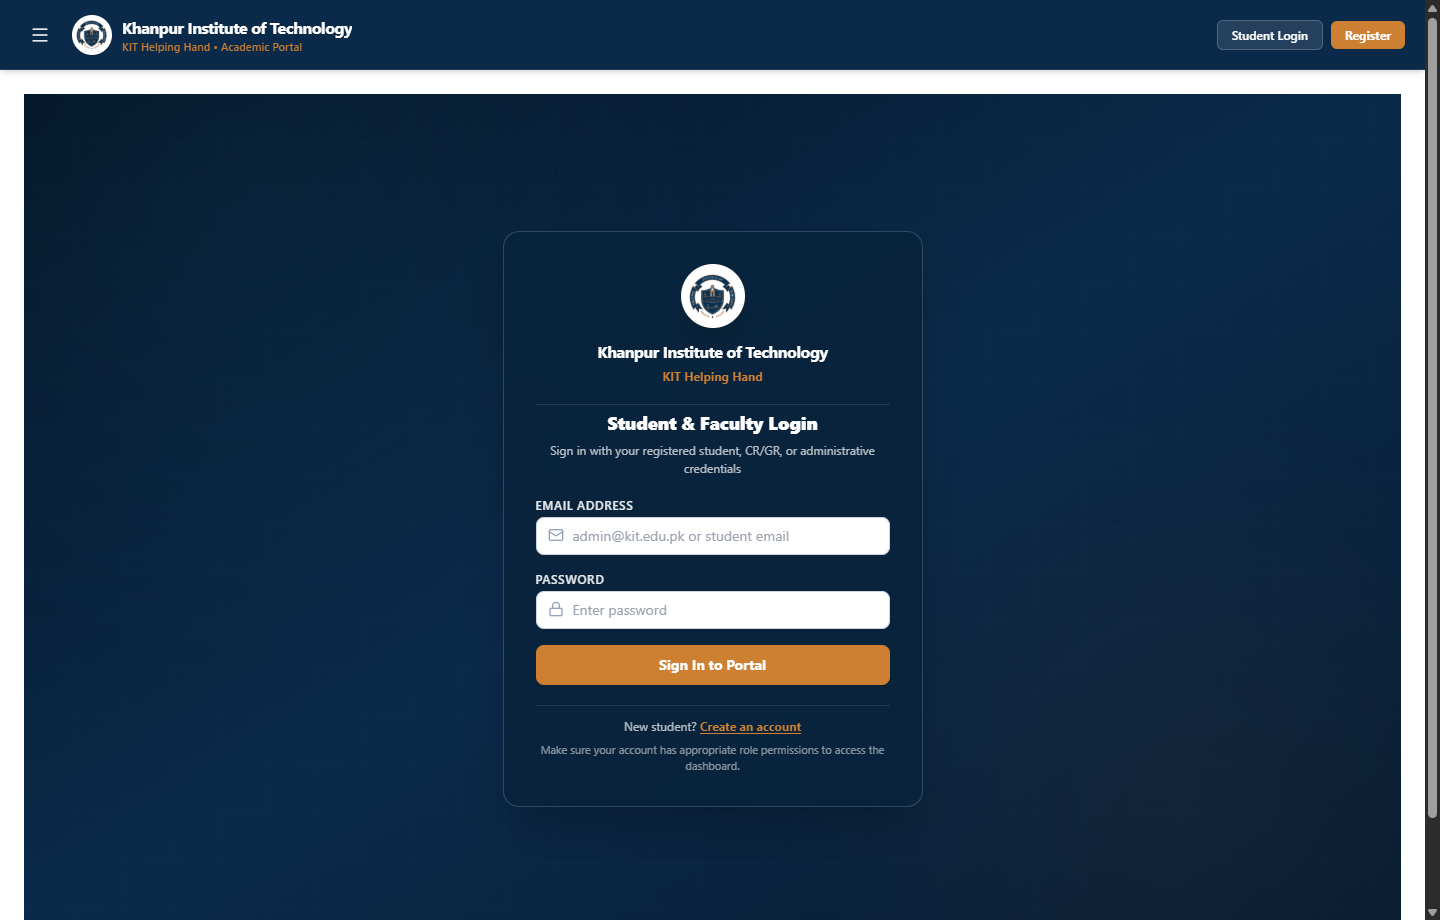 Khanpur Institute of Technology
KIT Helping Hand • Academic Portal
Student Login
Register
Khanpur Institute of Technology
KIT Helping Hand
Student & Faculty Login
Sign in with your registered student, CR/GR, or administrative
credentials
EMAIL ADDRESS
admin@kit.edu.pk or student email
PASSWORD
Enter password
Sign In to Portal
New student? Create an account
Make sure your account has appropriate role permissions to access the
dashboard.